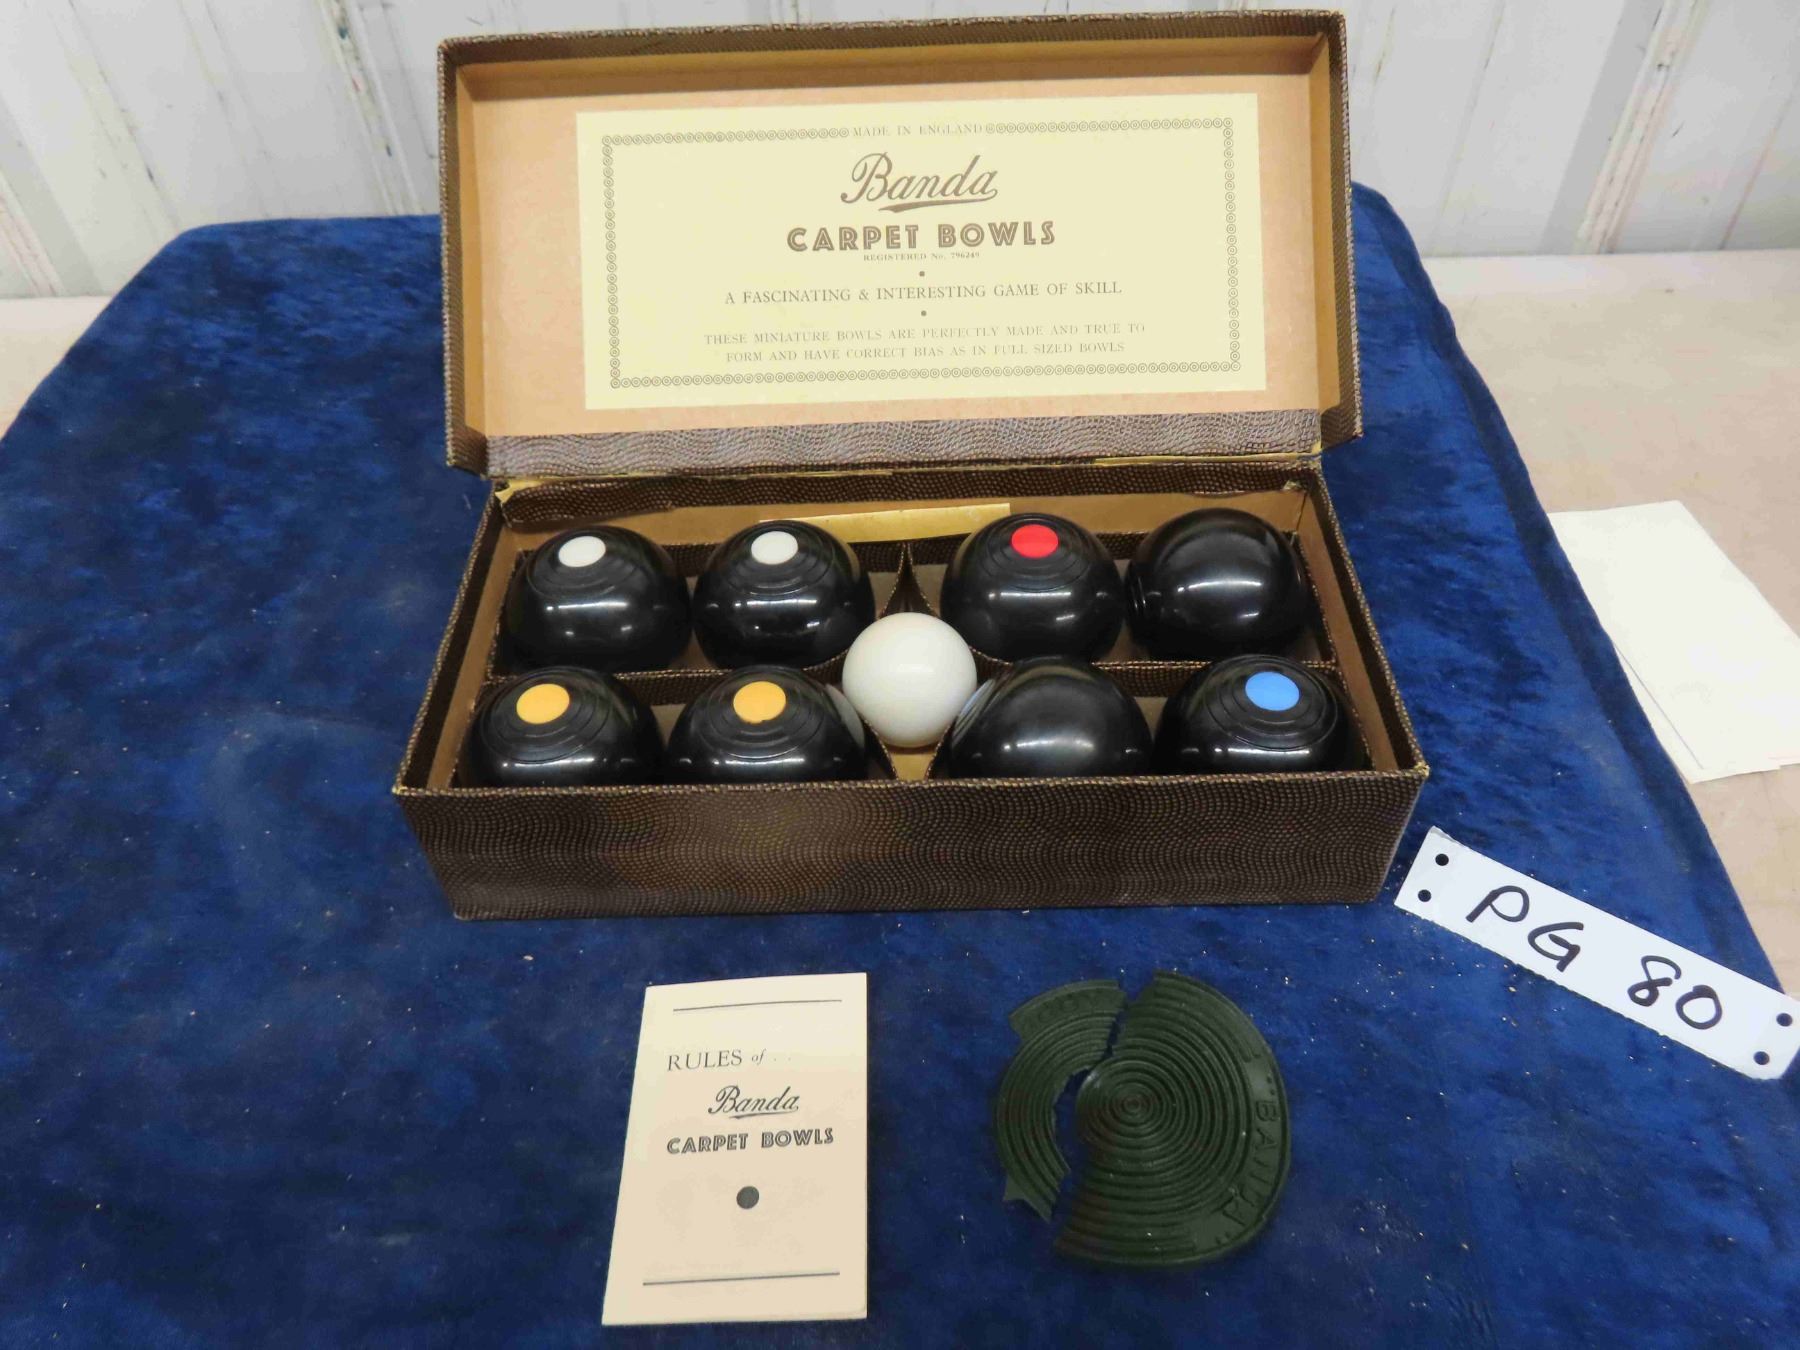 MADE IN ENGLAND
Banda
CARPET BOWLS
REGISTERED No. 796249
A FASCINATING & INTERESTING GAME OF SKILL
THESE MINIATURE BOWLS ARE PERFECTLY MADE AND TRUE TO
FORM AND HAVE CORRECT BIAS AS IN FULL SIZED BOWLS
PG 80
RULES of . . .
Banda
CARPET BOWLS